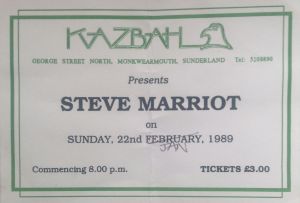 KAZBAH
GEORGE STREET NORTH, MONKWEARMOUTH, SUNDERLAND Tel: 5108690
Presents
STEVE MARRIOT
on
SUNDAY, 22nd FEBRUARY, 1989
JAN
Commencing 8.00 p.m. TICKETS £3.00